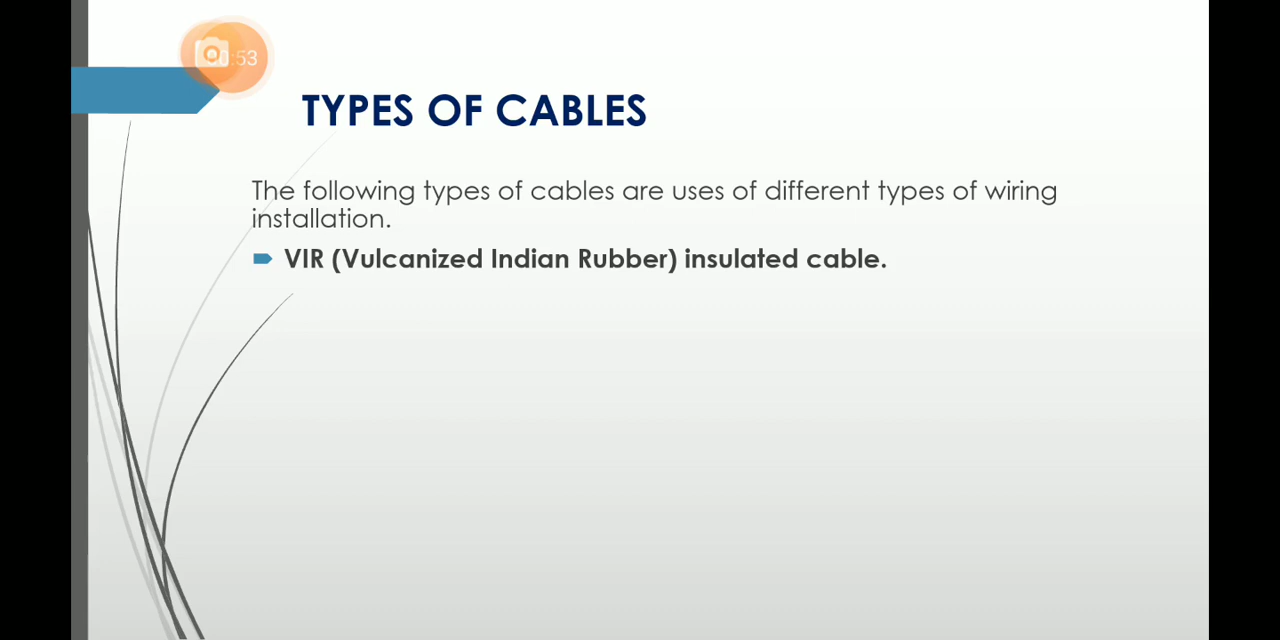 TYPES OF CABLES
The following types of cables are uses of different types of wiring
installation.
VIR (Vulcanized Indian Rubber) insulated cable.